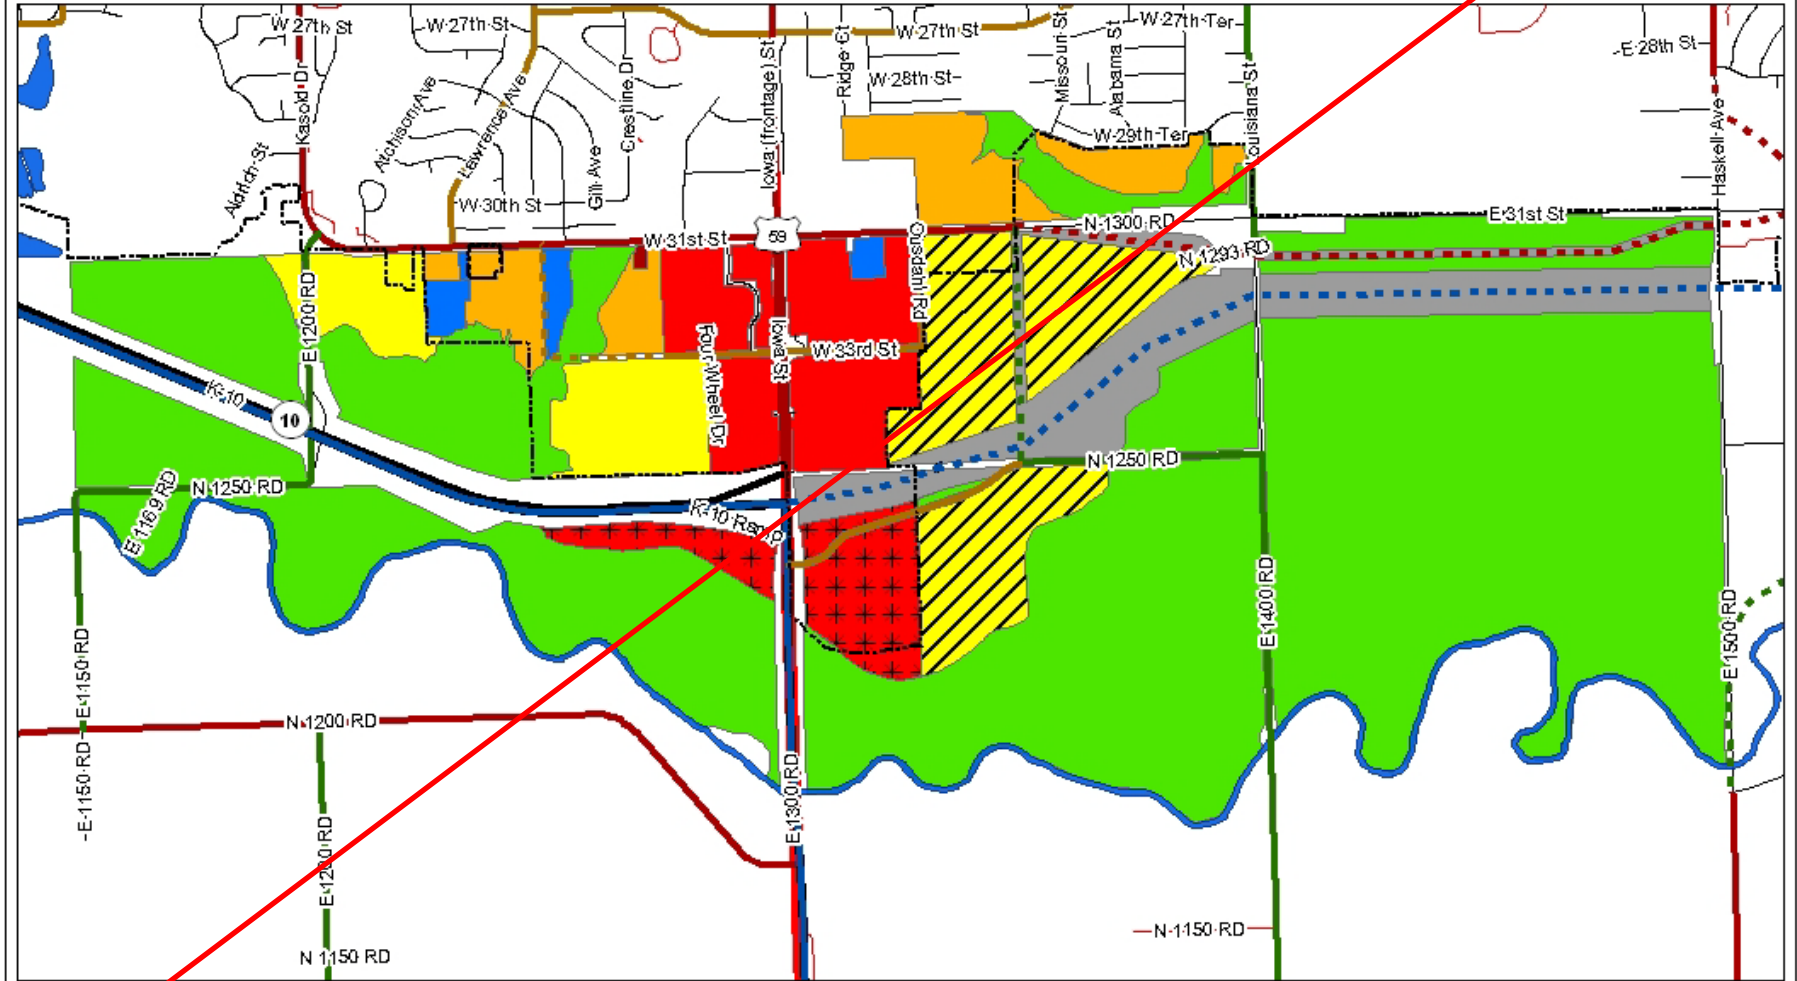 W 27th St
W 27th St
W 27th St
W 27th Ter
E 28th St
Kasold Dr
Atchison Ave
Lawrence Ave
Crestline Dr
Iowa (frontage) St
Ridge Ct
W 28th St
Missouri St
Alabama St
Louisiana St
Haskell Ave
W 29th Ter
Aldrich St
W 30th St
Gill Ave
W 31st St
59
Ousdahl Rd
N 1300 RD
N 1293 RD
E 31st St
E 1200 RD
Four Wheel Dr
Iowa St
W 33rd St
K-10
10
N 1250 RD
N 1250 RD
E 1169 RD
K-10 Ramp
E 1150 RD
E 1400 RD
E 1500 RD
N 1200 RD
E 1150 RD
E 1200 RD
E 1300 RD
N 1150 RD
N 1150 RD